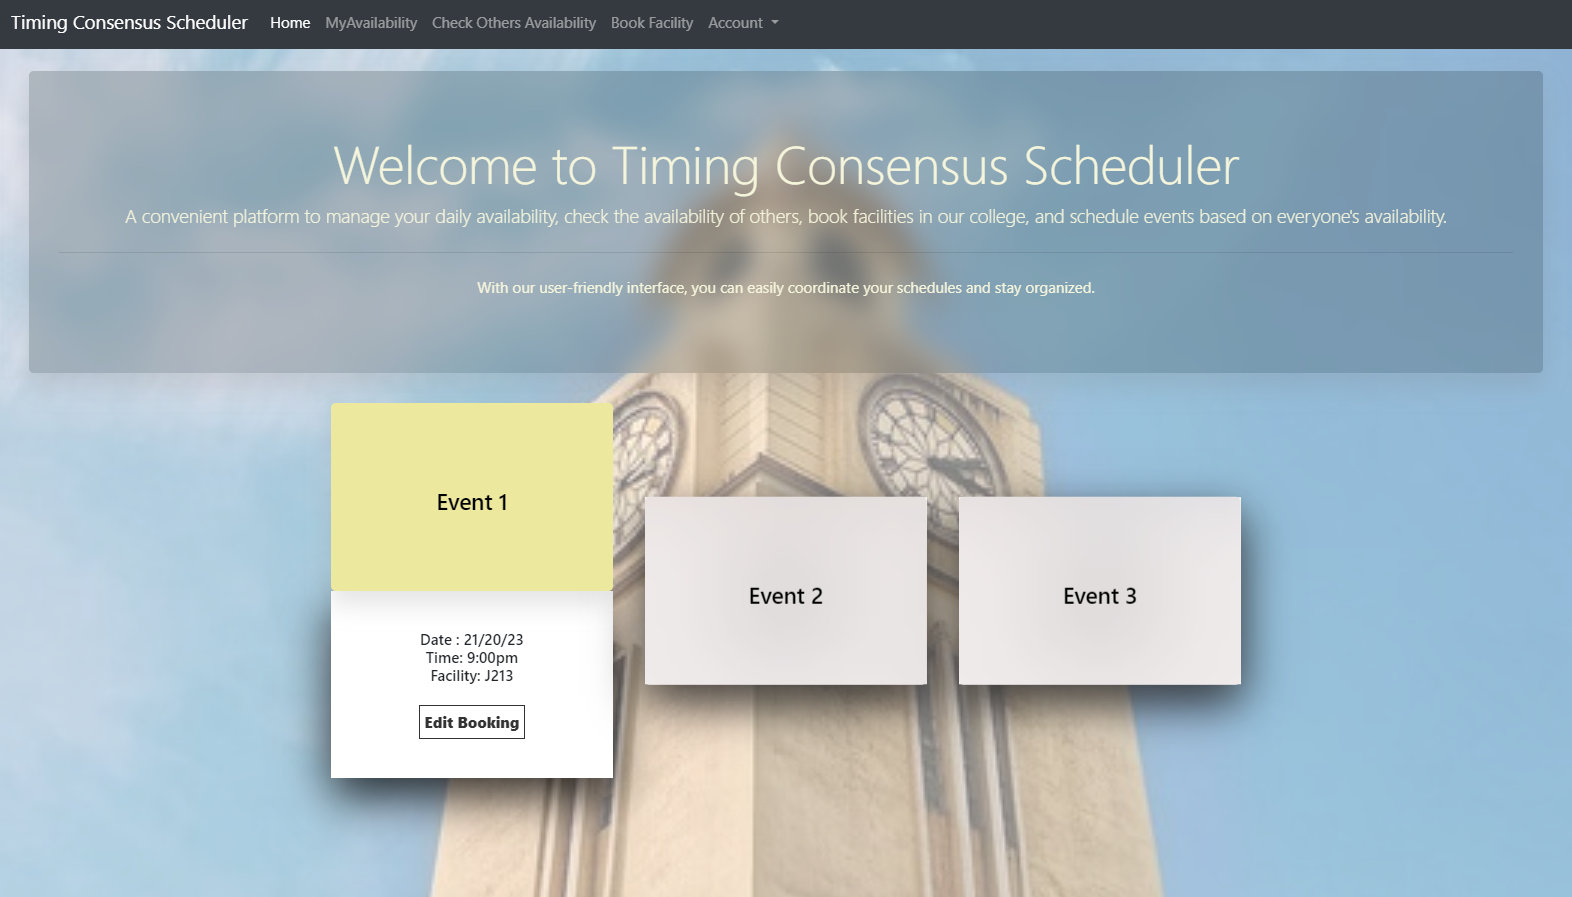 Timing Consensus Scheduler Home MyAvailability Check Others Availability Book Facility Account
Welcome to Timing Consensus Scheduler
A convenient platform to manage your daily availability, check the availability of others, book facilities in our college, and schedule events based on everyone's availability.
With our user-friendly interface, you can easily coordinate your schedules and stay organized.
Event 1
Date : 21/20/23
Time: 9:00pm
Facility: J213
Edit Booking
Event 2
Event 3